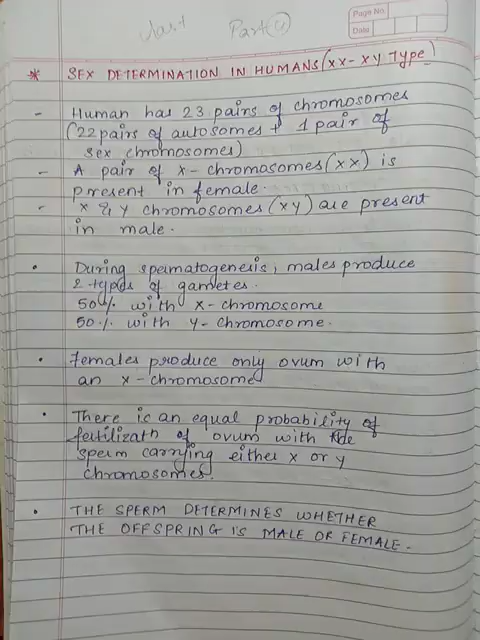 Part 4
Page No.
Date
* SEX DETERMINATION IN HUMANS (XX - XY Type)
- Human has 23 pairs of chromosomes
(22 pairs of autosomes + 1 pair of
sex chromosomes)
- A pair of X - chromosomes (XX) is
present in female.
- X & Y chromosomes (XY) are present
in male.
• During spermatogenesis, males produce
2 types of gametes.
50% with X - chromosome
50% with Y - chromosome.
• Females produce only ovum with
an X - chromosome
• There is an equal probability of
fertilizath of ovum with the
sperm carrying either X or Y
chromosomes.
• THE SPERM DETERMINES WHETHER
THE OFFSPRING IS MALE OR FEMALE.